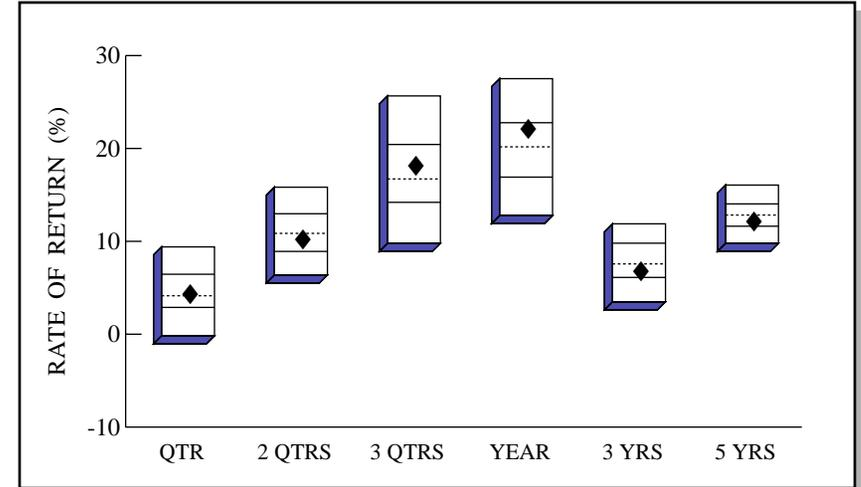 RATE OF RETURN (%)
30
20
10
0
-10
QTR 2 QTRS 3 QTRS YEAR 3 YRS 5 YRS